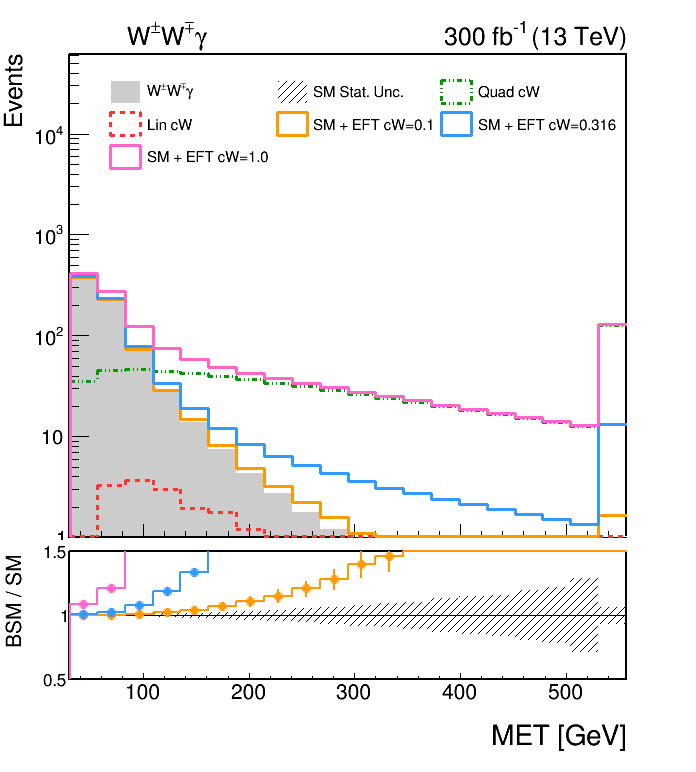 W±W∓γ 300 fb⁻¹ (13 TeV)
Events
W±W∓γ SM Stat. Unc. Quad cW
Lin cW SM + EFT cW=0.1 SM + EFT cW=0.316
SM + EFT cW=1.0
10⁴
10³
10²
10
1
BSM / SM
1.5
1
0.5
100 200 300 400 500
MET [GeV]